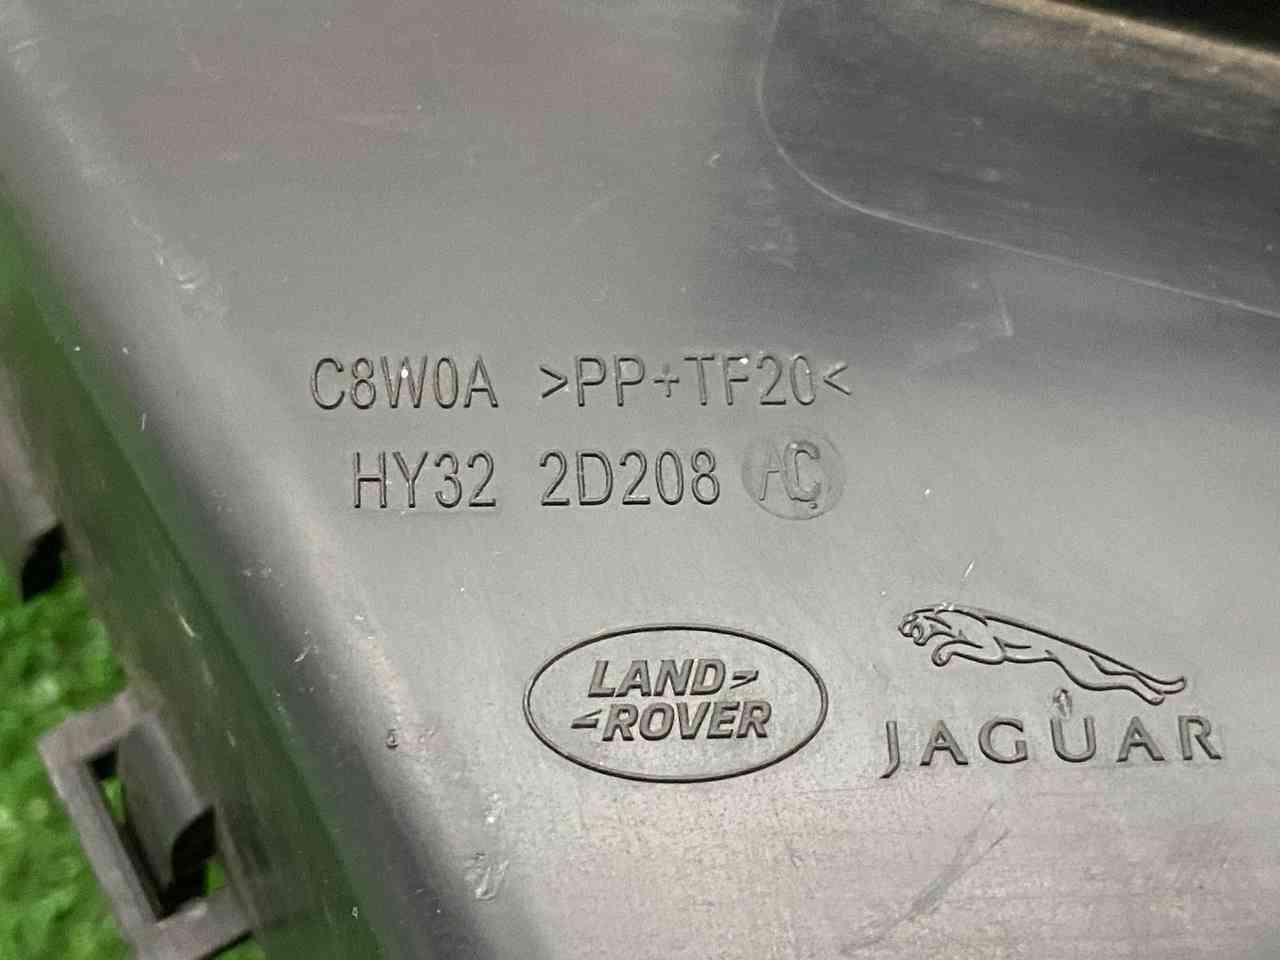 C8W0A >PP+TF20<
HY32 2D208 AC
LAND
ROVER
JAGUAR